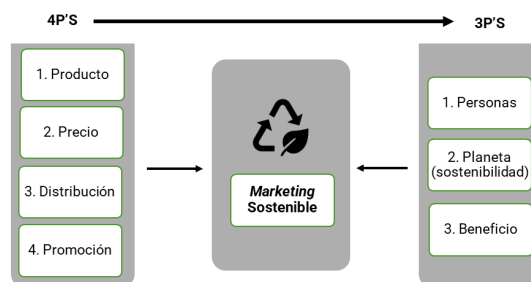 4P'S
3P'S
1. Producto
2. Precio
3. Distribución
4. Promoción
Marketing
Sostenible
1. Personas
2. Planeta
(sostenibilidad)
3. Beneficio